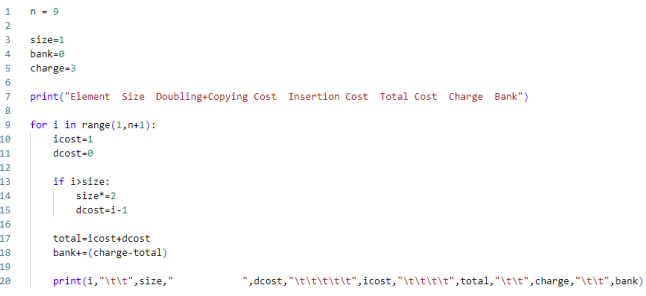 1 n = 9
2
3 size=1
4 bank=0
5 charge=3
6
7 print("Element  Size  Doubling+Copying Cost  Insertion Cost  Total Cost  Charge  Bank")
8
9 for i in range(1,n+1):
10     icost=1
11     dcost=0
12
13     if i>size:
14         size*=2
15         dcost=i-1
16
17     total=icost+dcost
18     bank+=(charge-total)
19
20     print(i,"\t\t",size,"           ",dcost,"\t\t\t\t\t",icost,"\t\t\t\t",total,"\t\t",charge,"\t\t",bank)